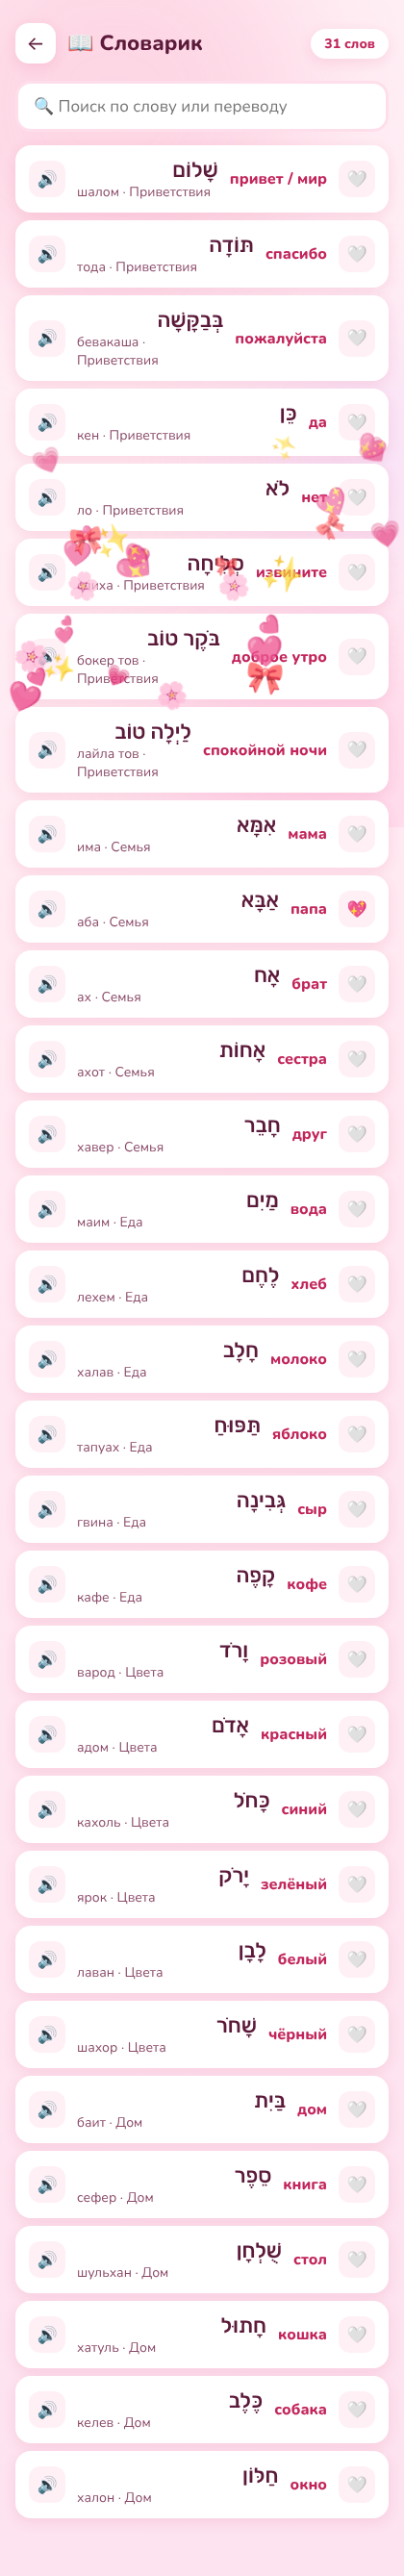 ← 📖 Словарик 31 слов
🔍 Поиск по слову или переводу
שָׁלוֹם
шалом · Приветствия
привет / мир
תּוֹדָה
тода · Приветствия
спасибо
בְּבַקָּשָׁה
бевакаша ·
Приветствия
пожалуйста
כֵּן
кен · Приветствия
да
לֹא
ло · Приветствия
нет
סְלִיחָה
слиха · Приветствия
извините
בֹּקֶר טוֹב
бокер тов ·
Приветствия
доброе утро
לַיְלָה טוֹב
лайла тов ·
Приветствия
спокойной ночи
אִמָּא
има · Семья
мама
אַבָּא
аба · Семья
папа
אָח
ах · Семья
брат
אָחוֹת
ахот · Семья
сестра
חָבֵר
хавер · Семья
друг
מַיִם
маим · Еда
вода
לֶחֶם
лехем · Еда
хлеб
חָלָב
халав · Еда
молоко
תַּפּוּחַ
тапуах · Еда
яблоко
גְּבִינָה
гвина · Еда
сыр
קָפֶה
кафе · Еда
кофе
וָרֹד
варод · Цвета
розовый
אָדֹם
адом · Цвета
красный
כָּחֹל
кахоль · Цвета
синий
יָרֹק
ярок · Цвета
зелёный
לָבָן
лаван · Цвета
белый
שָׁחֹר
шахор · Цвета
чёрный
בַּיִת
баит · Дом
дом
סֵפֶר
сефер · Дом
книга
שֻׁלְחָן
шульхан · Дом
стол
חָתוּל
хатуль · Дом
кошка
כֶּלֶב
келев · Дом
собака
חַלּוֹן
халон · Дом
окно